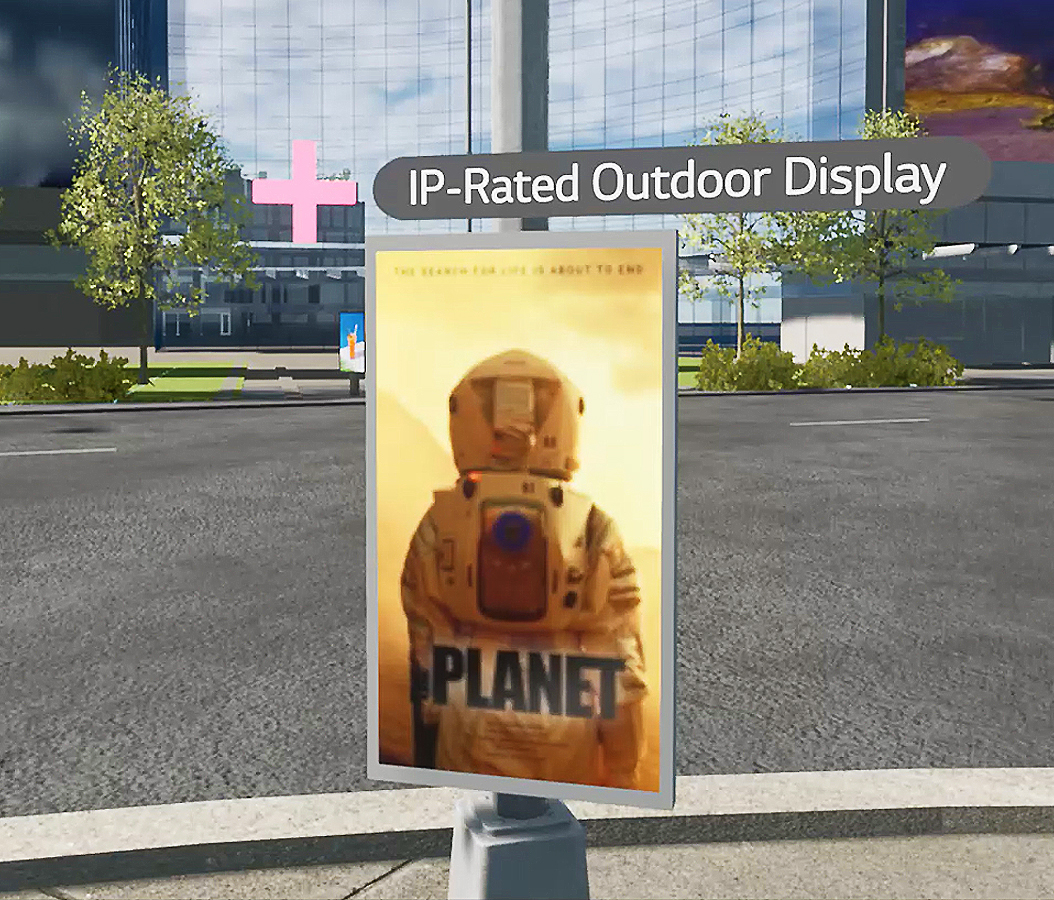 IP-Rated Outdoor Display
THE SEARCH FOR LIFE IS ABOUT TO END
PLANET